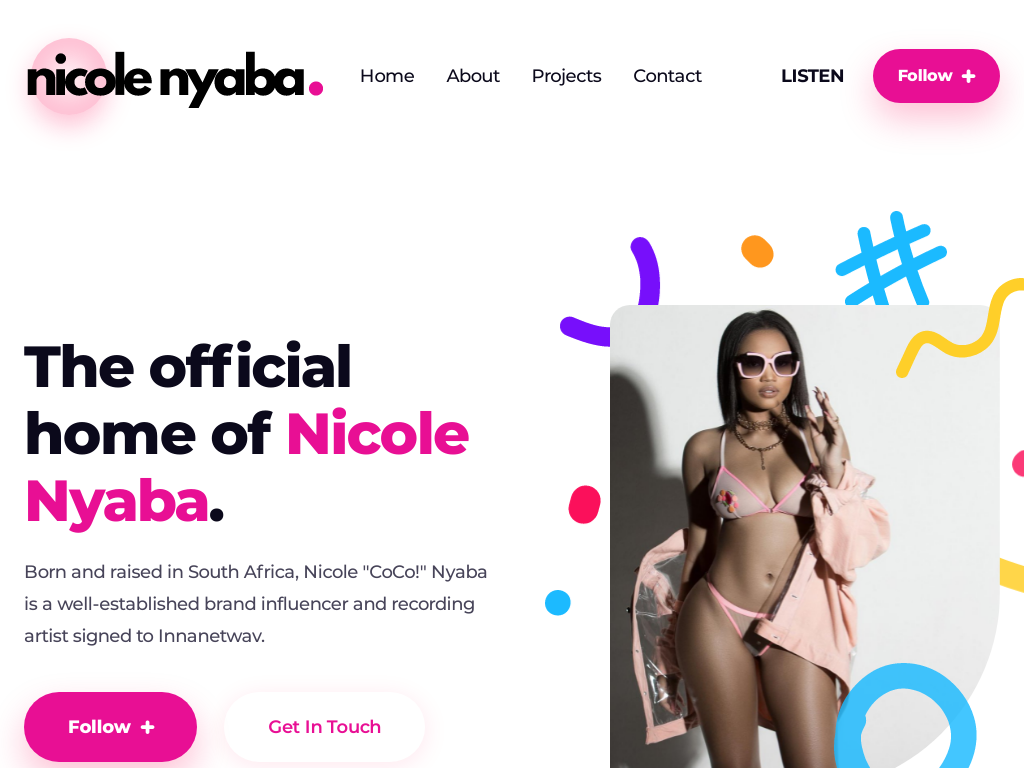 nicole nyaba.
Home About Projects Contact LISTEN Follow +
The official
home of Nicole
Nyaba.
Born and raised in South Africa, Nicole "CoCo!" Nyaba
is a well-established brand influencer and recording
artist signed to Innanetwav.
Follow +
Get In Touch